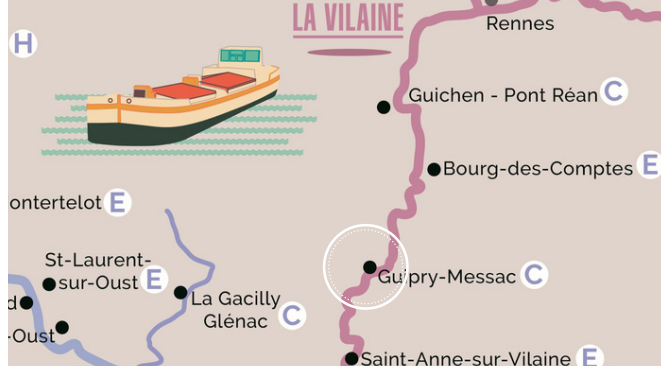 LA VILAINE
Rennes
H
Guichen - Pont Réan C
Bourg-des-Comptes E
ontertelot E
St-Laurent-
sur-Oust E
Guipry-Messac C
La Gacilly
Glénac C
d
-Oust
Saint-Anne-sur-Vilaine E